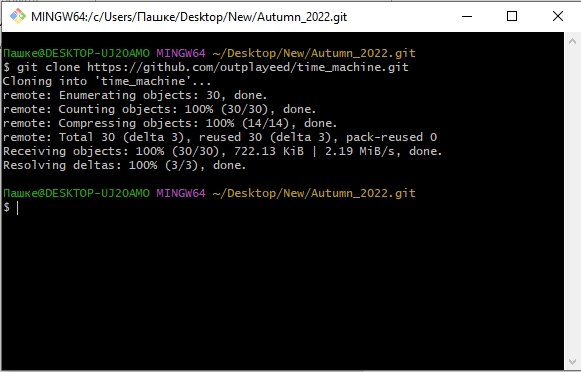 MINGW64:/c/Users/Пашке/Desktop/New/Autumn_2022.git
Пашке@DESKTOP-UJ2OAMO MINGW64 ~/Desktop/New/Autumn_2022.git
$ git clone https://github.com/outplayeed/time_machine.git
Cloning into 'time_machine'...
remote: Enumerating objects: 30, done.
remote: Counting objects: 100% (30/30), done.
remote: Compressing objects: 100% (14/14), done.
remote: Total 30 (delta 3), reused 30 (delta 3), pack-reused 0
Receiving objects: 100% (30/30), 722.13 KiB | 2.19 MiB/s, done.
Resolving deltas: 100% (3/3), done.
Пашке@DESKTOP-UJ2OAMO MINGW64 ~/Desktop/New/Autumn_2022.git
$